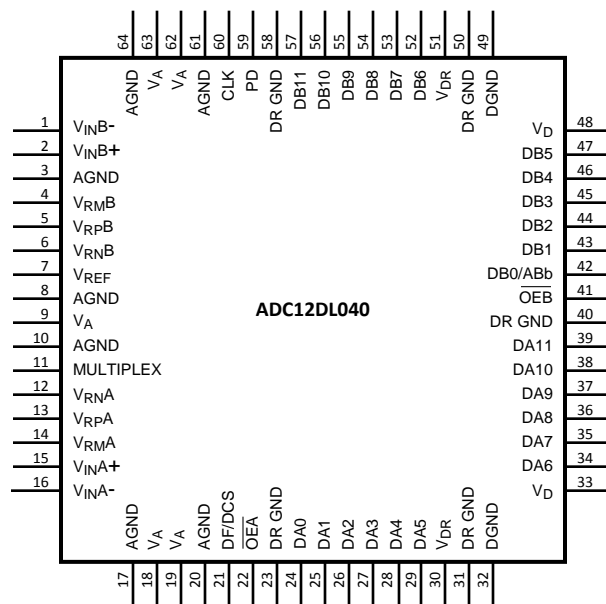 64 63 62 61 60 59 58 57 56 55 54 53 52 51 50 49
AGND
VA
VA
AGND
CLK
PD
DR GND
DB11
DB10
DB9
DB8
DB7
DB6
VDR
DR GND
DGND
1 VINB-
2 VINB+
3 AGND
4 VRMB
5 VRPB
6 VRNB
7 VREF
8 AGND
9 VA
10 AGND
11 MULTIPLEX
12 VRNA
13 VRPA
14 VRMA
15 VINA+
16 VINA-
ADC12DL040
VD 48
DB5 47
DB4 46
DB3 45
DB2 44
DB1 43
DB0/ABb 42
OEB 41
DR GND 40
DA11 39
DA10 38
DA9 37
DA8 36
DA7 35
DA6 34
VD 33
AGND
VA
VA
AGND
DF/DCS
OEA
DR GND
DA0
DA1
DA2
DA3
DA4
DA5
VDR
DR GND
DGND
17 18 19 20 21 22 23 24 25 26 27 28 29 30 31 32